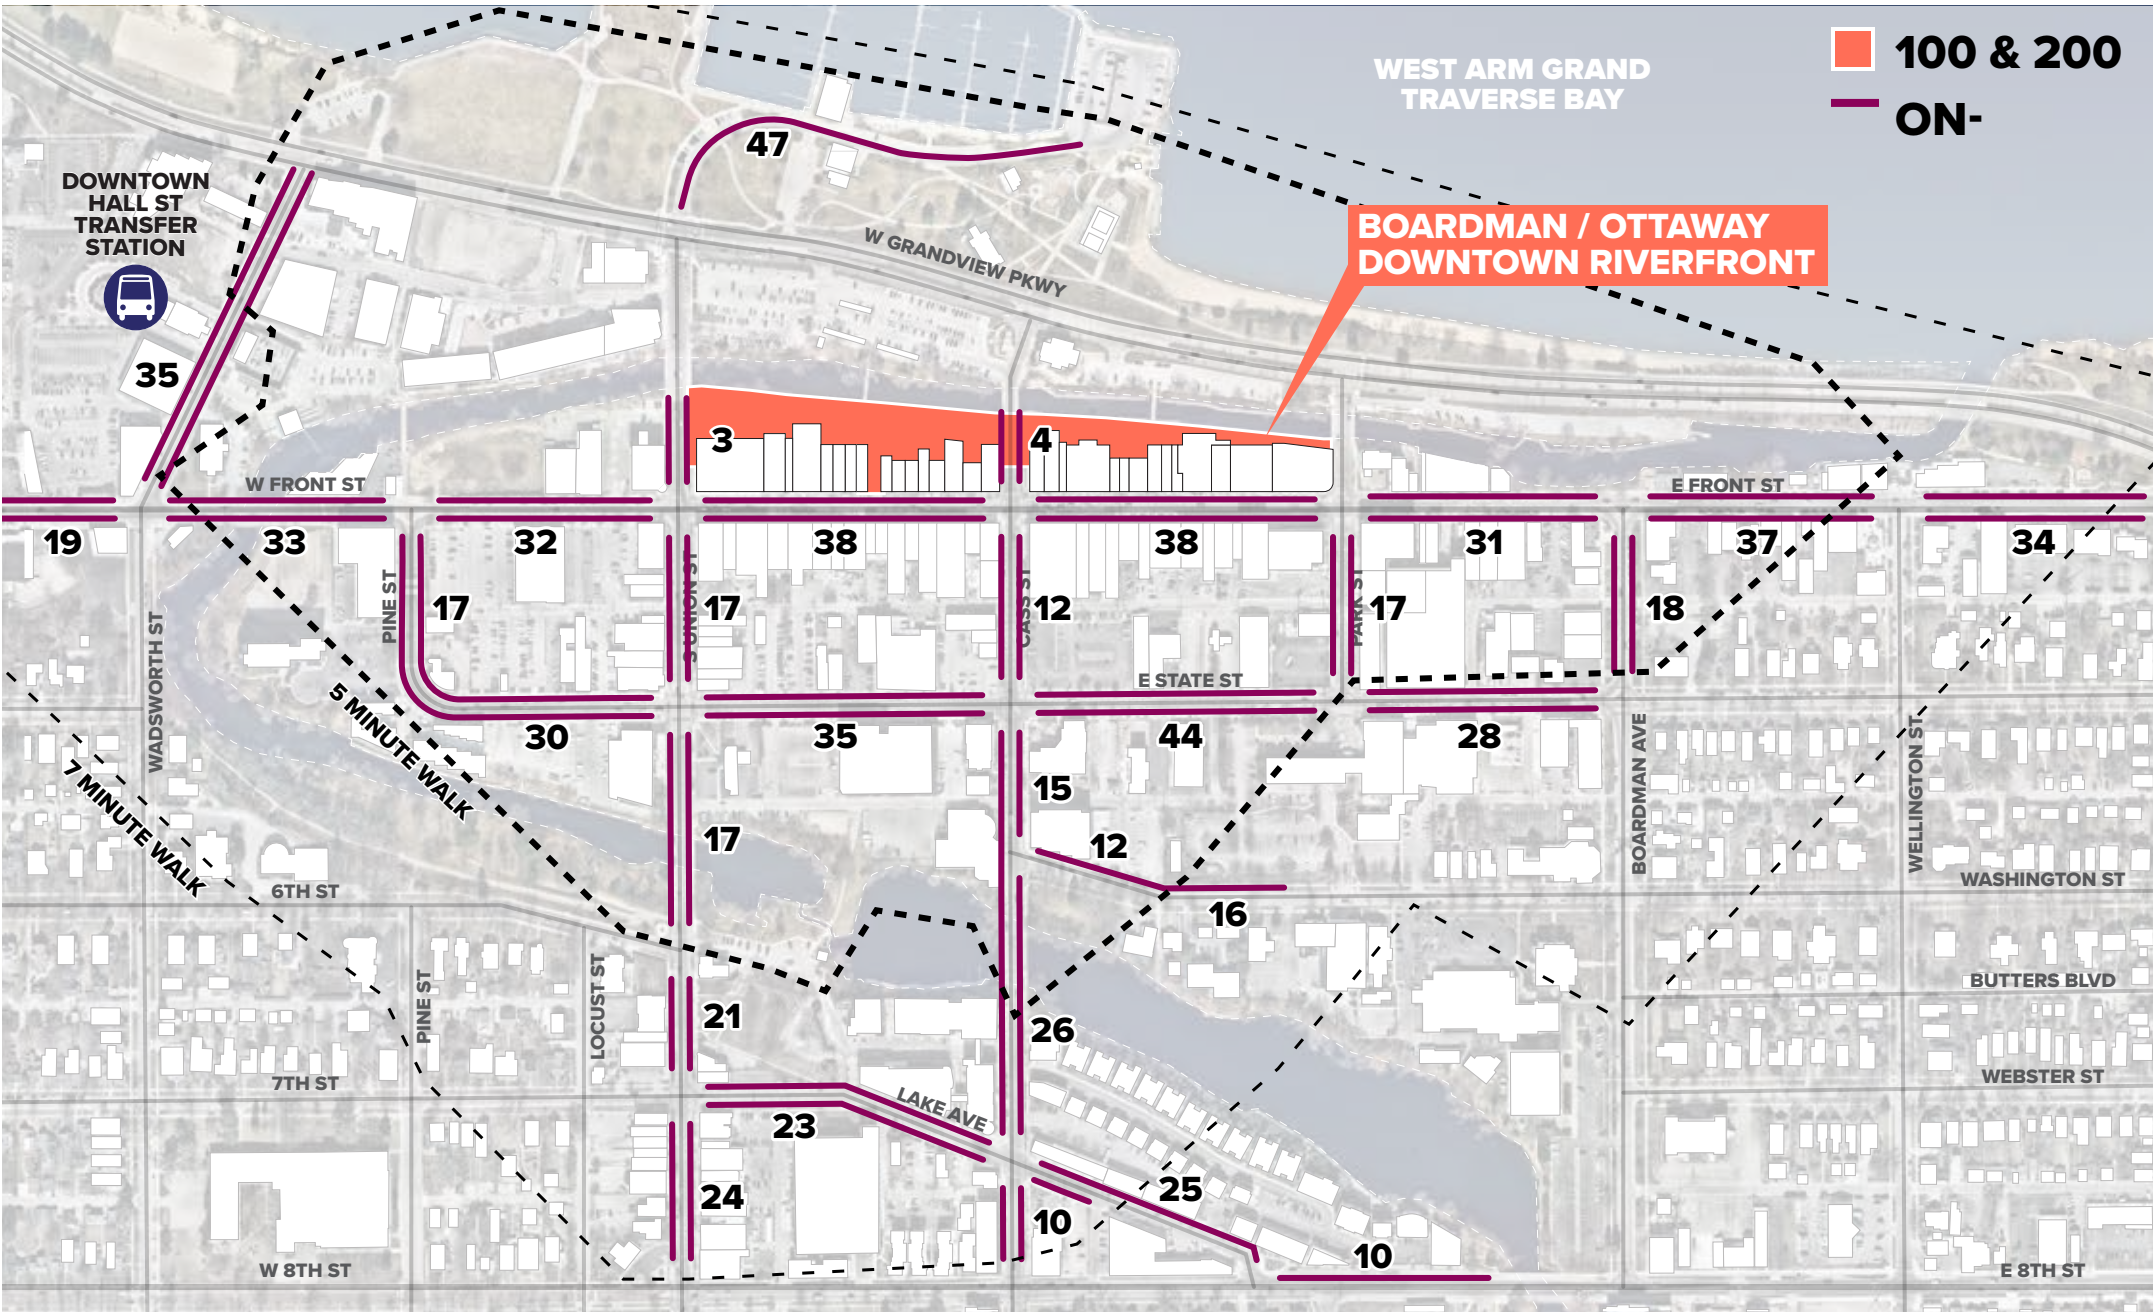 100 & 200
ON-
WEST ARM GRAND
TRAVERSE BAY
47
DOWNTOWN
HALL ST
TRANSFER
STATION
BOARDMAN / OTTAWAY
DOWNTOWN RIVERFRONT
W GRANDVIEW PKWY
35
3
4
W FRONT ST
E FRONT ST
19
33
32
38
38
31
37
34
PINE ST
17
S UNION ST
17
CASS ST
12
PARK ST
17
18
WADSWORTH ST
E STATE ST
5 MINUTE WALK
30
35
44
28
BOARDMAN AVE
WELLINGTON ST
7 MINUTE WALK
15
17
12
6TH ST
WASHINGTON ST
16
PINE ST
LOCUST ST
BUTTERS BLVD
21
26
7TH ST
WEBSTER ST
LAKE AVE
23
24
25
10
10
W 8TH ST
E 8TH ST